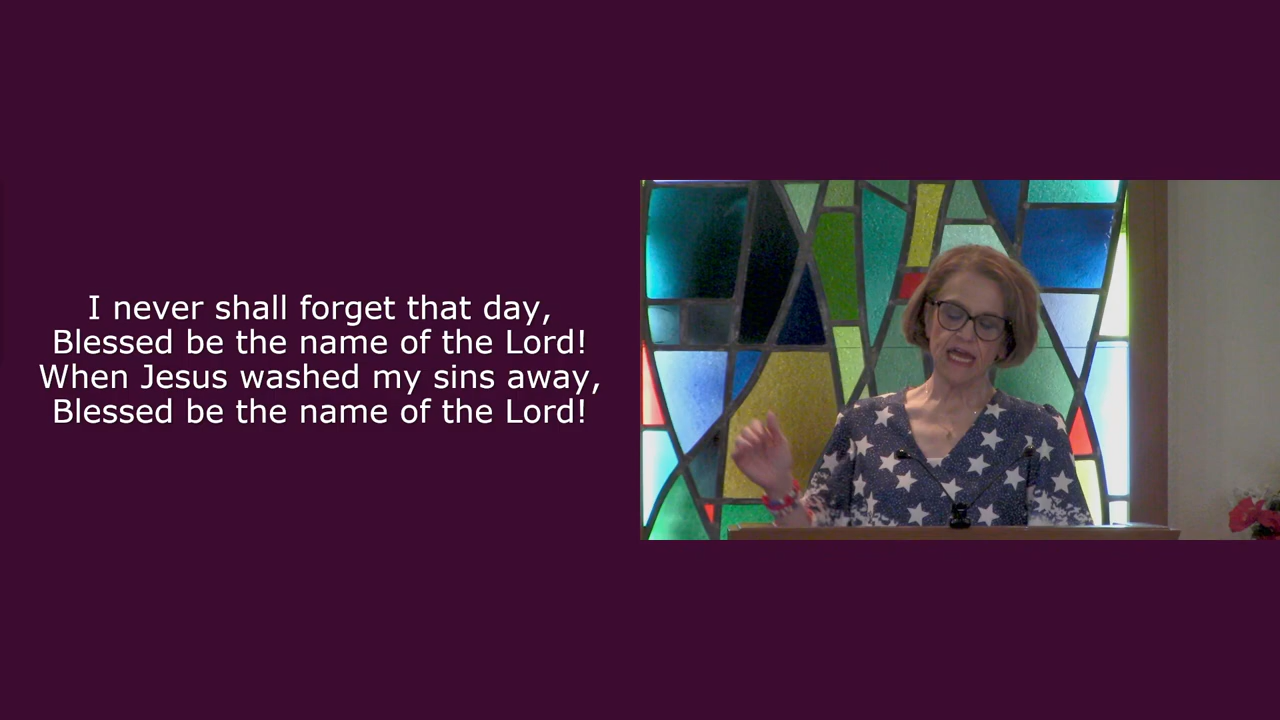 I never shall forget that day,
Blessed be the name of the Lord!
When Jesus washed my sins away,
Blessed be the name of the Lord!